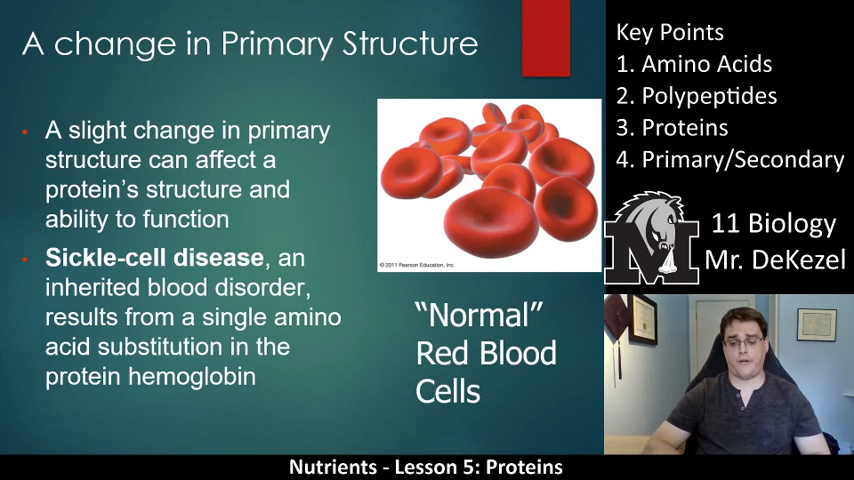 A change in Primary Structure
• A slight change in primary
structure can affect a
protein's structure and
ability to function
• Sickle-cell disease, an
inherited blood disorder,
results from a single amino
acid substitution in the
protein hemoglobin
© 2011 Pearson Education, Inc.
"Normal"
Red Blood
Cells
Key Points
1. Amino Acids
2. Polypeptides
3. Proteins
4. Primary/Secondary
M
11 Biology
Mr. DeKezel
Nutrients - Lesson 5: Proteins